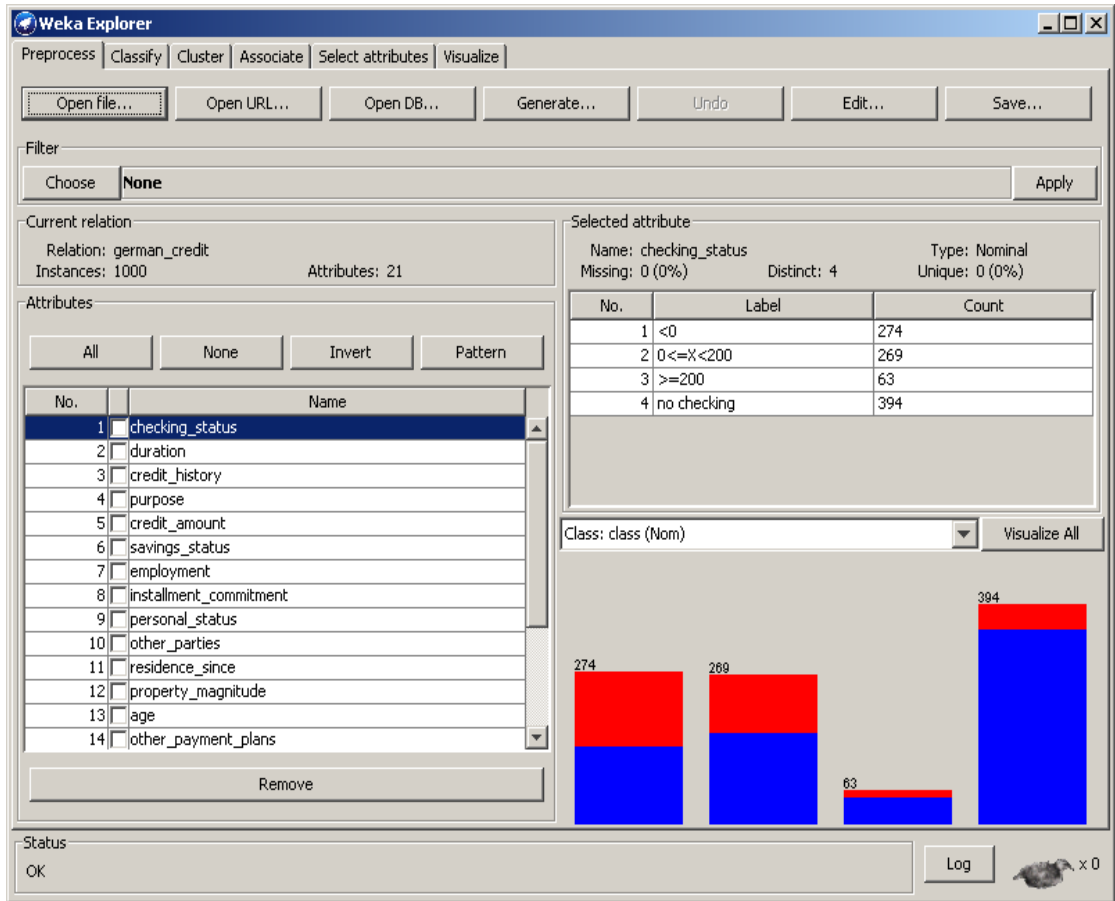 Weka Explorer
Preprocess Classify Cluster Associate Select attributes Visualize
Open file... Open URL... Open DB... Generate... Undo Edit... Save...
Filter
Choose None Apply
Current relation
Relation: german_credit
Instances: 1000 Attributes: 21
Attributes
All None Invert Pattern
No. Name
1 checking_status
2 duration
3 credit_history
4 purpose
5 credit_amount
6 savings_status
7 employment
8 installment_commitment
9 personal_status
10 other_parties
11 residence_since
12 property_magnitude
13 age
14 other_payment_plans
Remove
Selected attribute
Name: checking_status Type: Nominal
Missing: 0 (0%) Distinct: 4 Unique: 0 (0%)
No. Label Count
1 <0 274
2 0<=X<200 269
3 >=200 63
4 no checking 394
Class: class (Nom) Visualize All
274 269 63 394
Status
OK
Log x 0